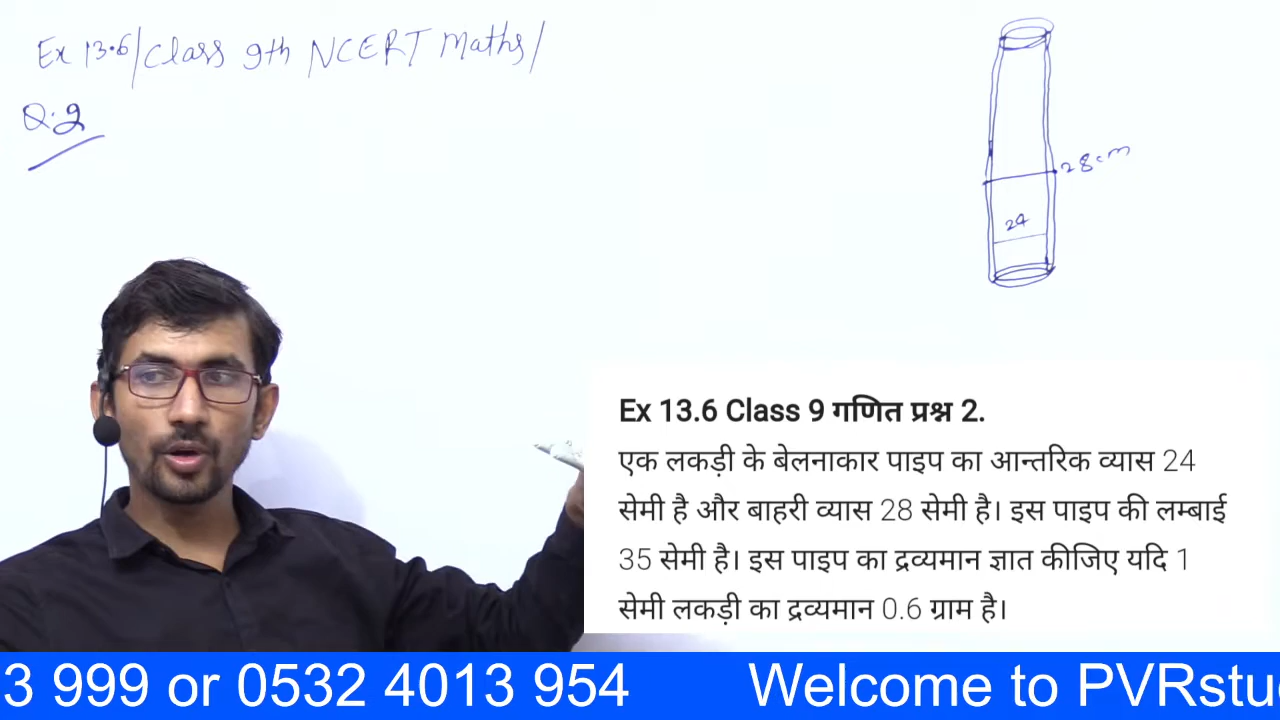 Ex 13.6/Class 9th NCERT Maths/
Q.2
28cm
24
Ex 13.6 Class 9 गणित प्रश्न 2.
एक लकड़ी के बेलनाकार पाइप का आन्तरिक व्यास 24
सेमी है और बाहरी व्यास 28 सेमी है। इस पाइप की लम्बाई
35 सेमी है। इस पाइप का द्रव्यमान ज्ञात कीजिए यदि 1
सेमी लकड़ी का द्रव्यमान 0.6 ग्राम है।
3 999 or 0532 4013 954 Welcome to PVRstu